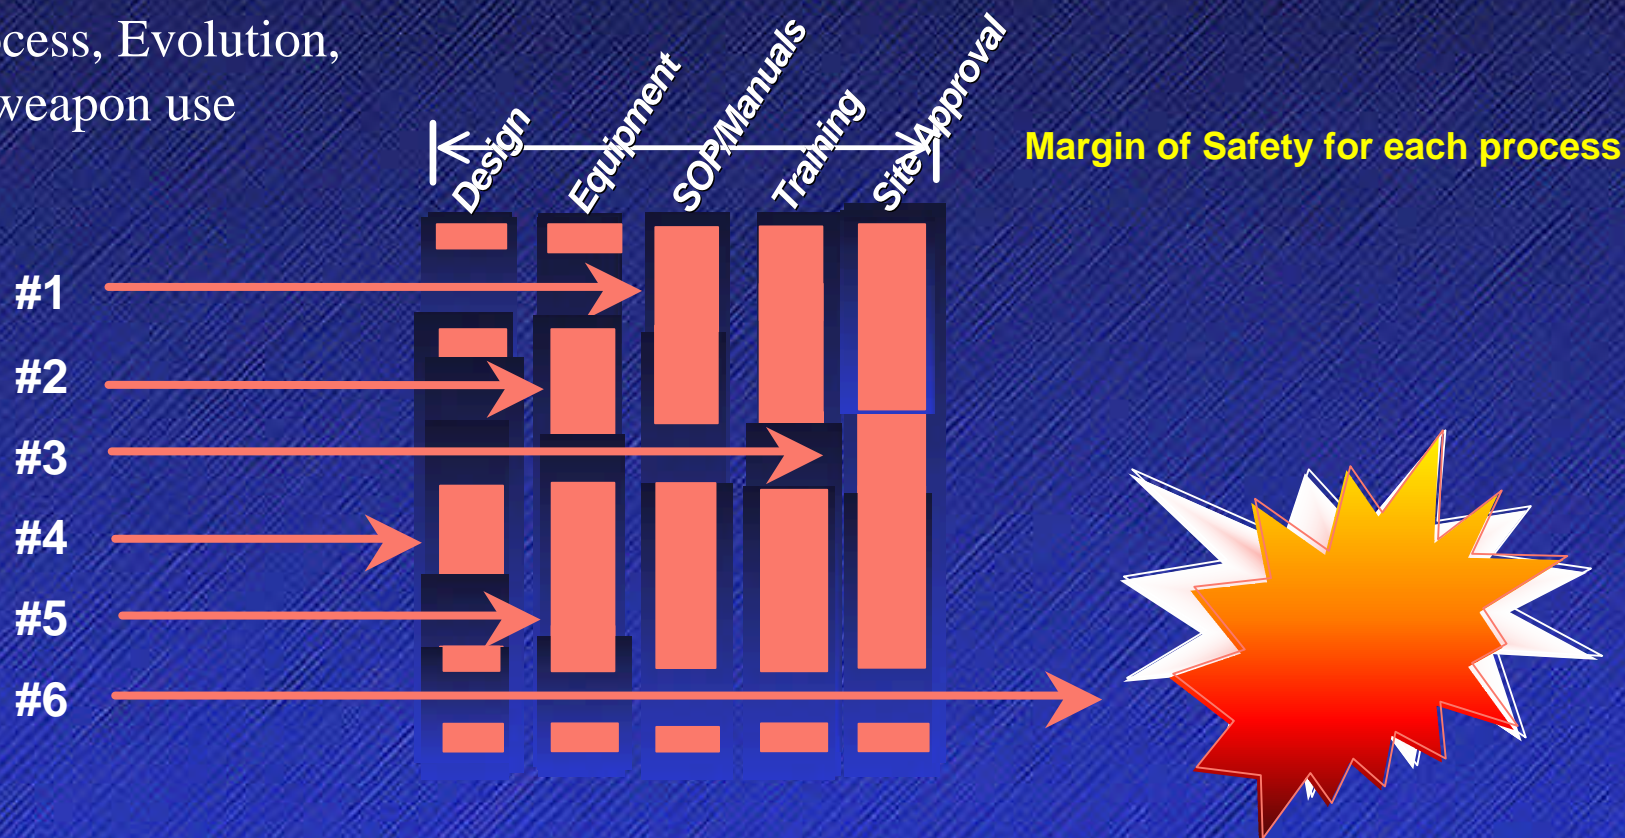 cess, Evolution,
weapon use
Design
Equipment
SOP/Manuals
Training
Site Approval
Margin of Safety for each process
#1
#2
#3
#4
#5
#6